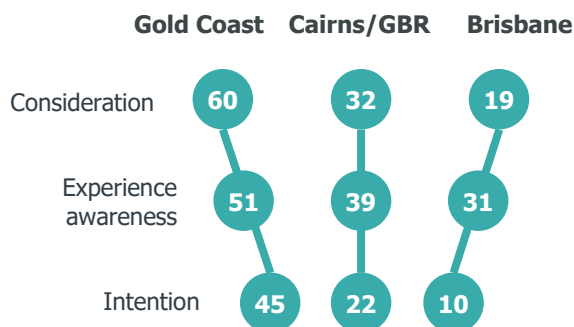 Gold Coast Cairns/GBR Brisbane
Consideration 60 32 19
Experience
awareness 51 39 31
Intention 45 22 10